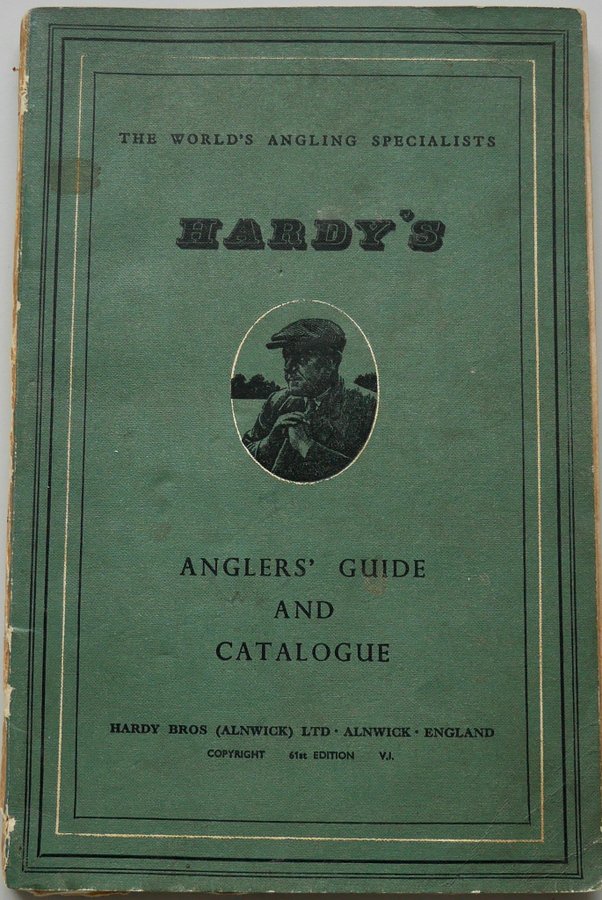 THE WORLD'S ANGLING SPECIALISTS
HARDY'S
ANGLERS' GUIDE
AND
CATALOGUE
HARDY BROS (ALNWICK) LTD · ALNWICK · ENGLAND
COPYRIGHT 61st EDITION V.I.